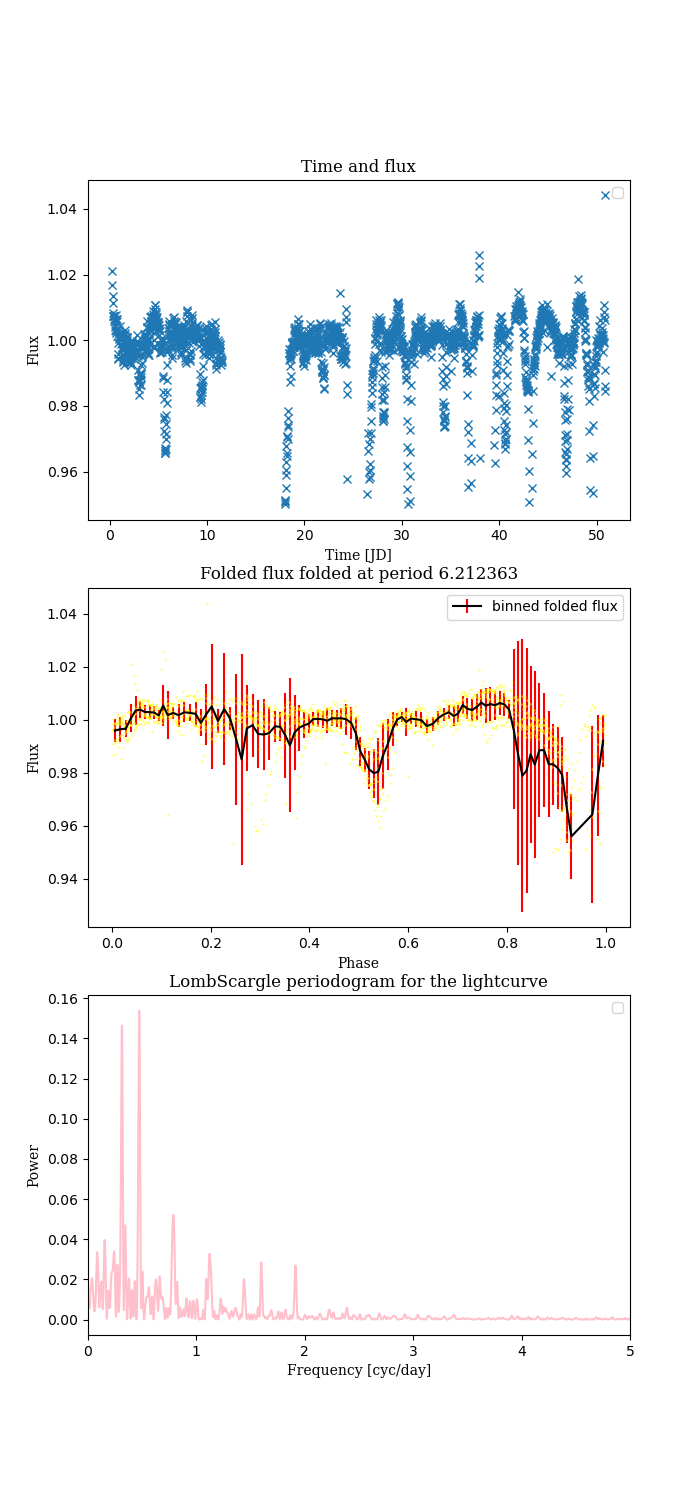 Time and flux
1.04
1.02
1.00
0.98
0.96
Flux
0 10 20 30 40 50
Time [JD]
Folded flux folded at period 6.212363
binned folded flux
1.04
1.02
1.00
0.98
0.96
0.94
Flux
0.0 0.2 0.4 0.6 0.8 1.0
Phase
LombScargle periodogram for the lightcurve
0.16
0.14
0.12
0.10
0.08
0.06
0.04
0.02
0.00
Power
0 1 2 3 4 5
Frequency [cyc/day]